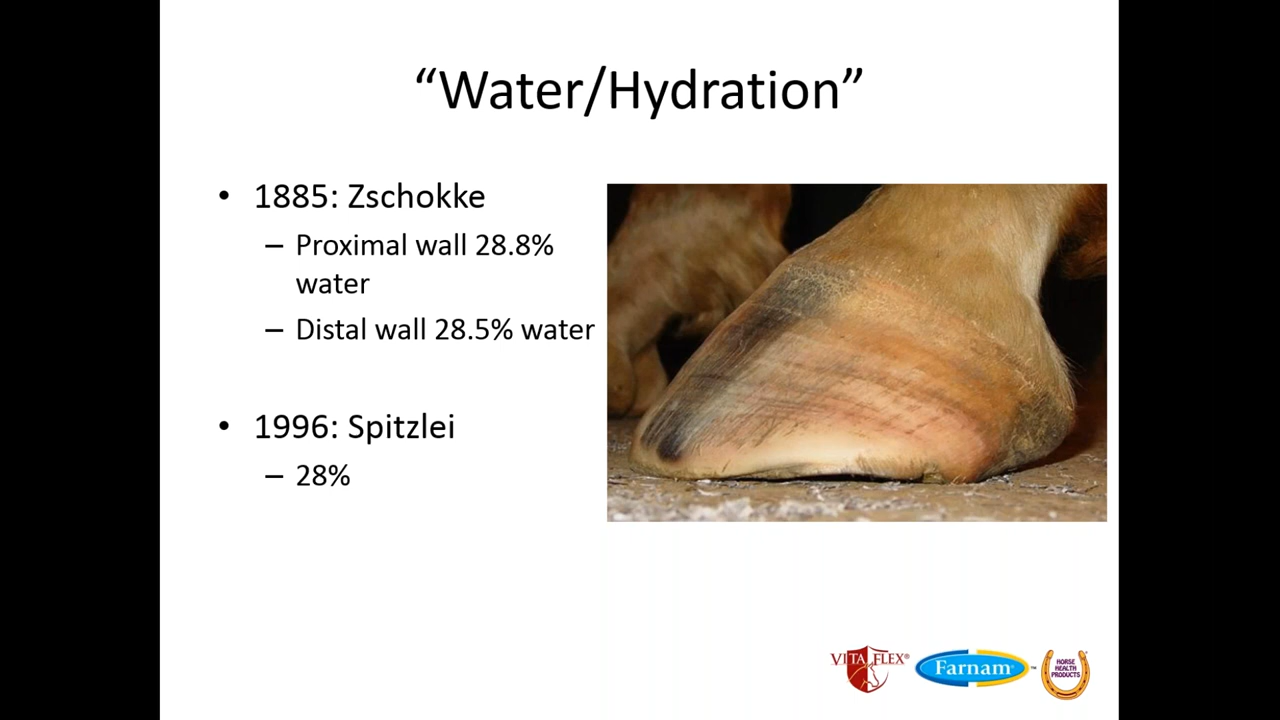 “Water/Hydration”
• 1885: Zschokke
– Proximal wall 28.8%
water
– Distal wall 28.5% water
• 1996: Spitzlei
– 28%
VITA FLEX®
Farnam™
HORSE
HEALTH
PRODUCTS